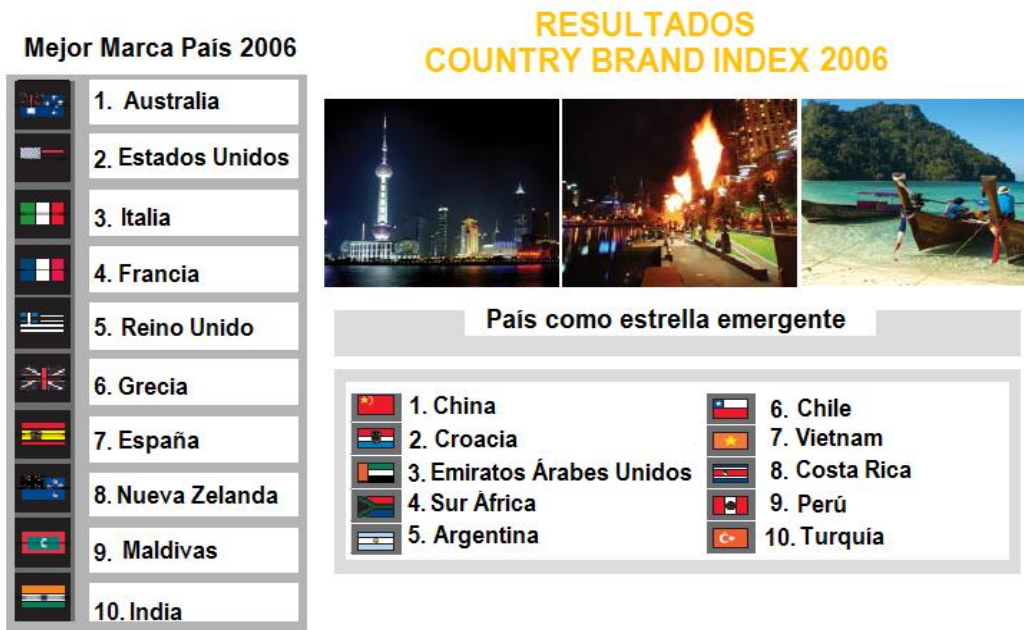 RESULTADOS
COUNTRY BRAND INDEX 2006
Mejor Marca País 2006
1. Australia
2. Estados Unidos
3. Italia
4. Francia
5. Reino Unido
6. Grecia
7. España
8. Nueva Zelanda
9. Maldivas
10. India
País como estrella emergente
1. China
2. Croacia
3. Emiratos Árabes Unidos
4. Sur África
5. Argentina
6. Chile
7. Vietnam
8. Costa Rica
9. Perú
10. Turquía